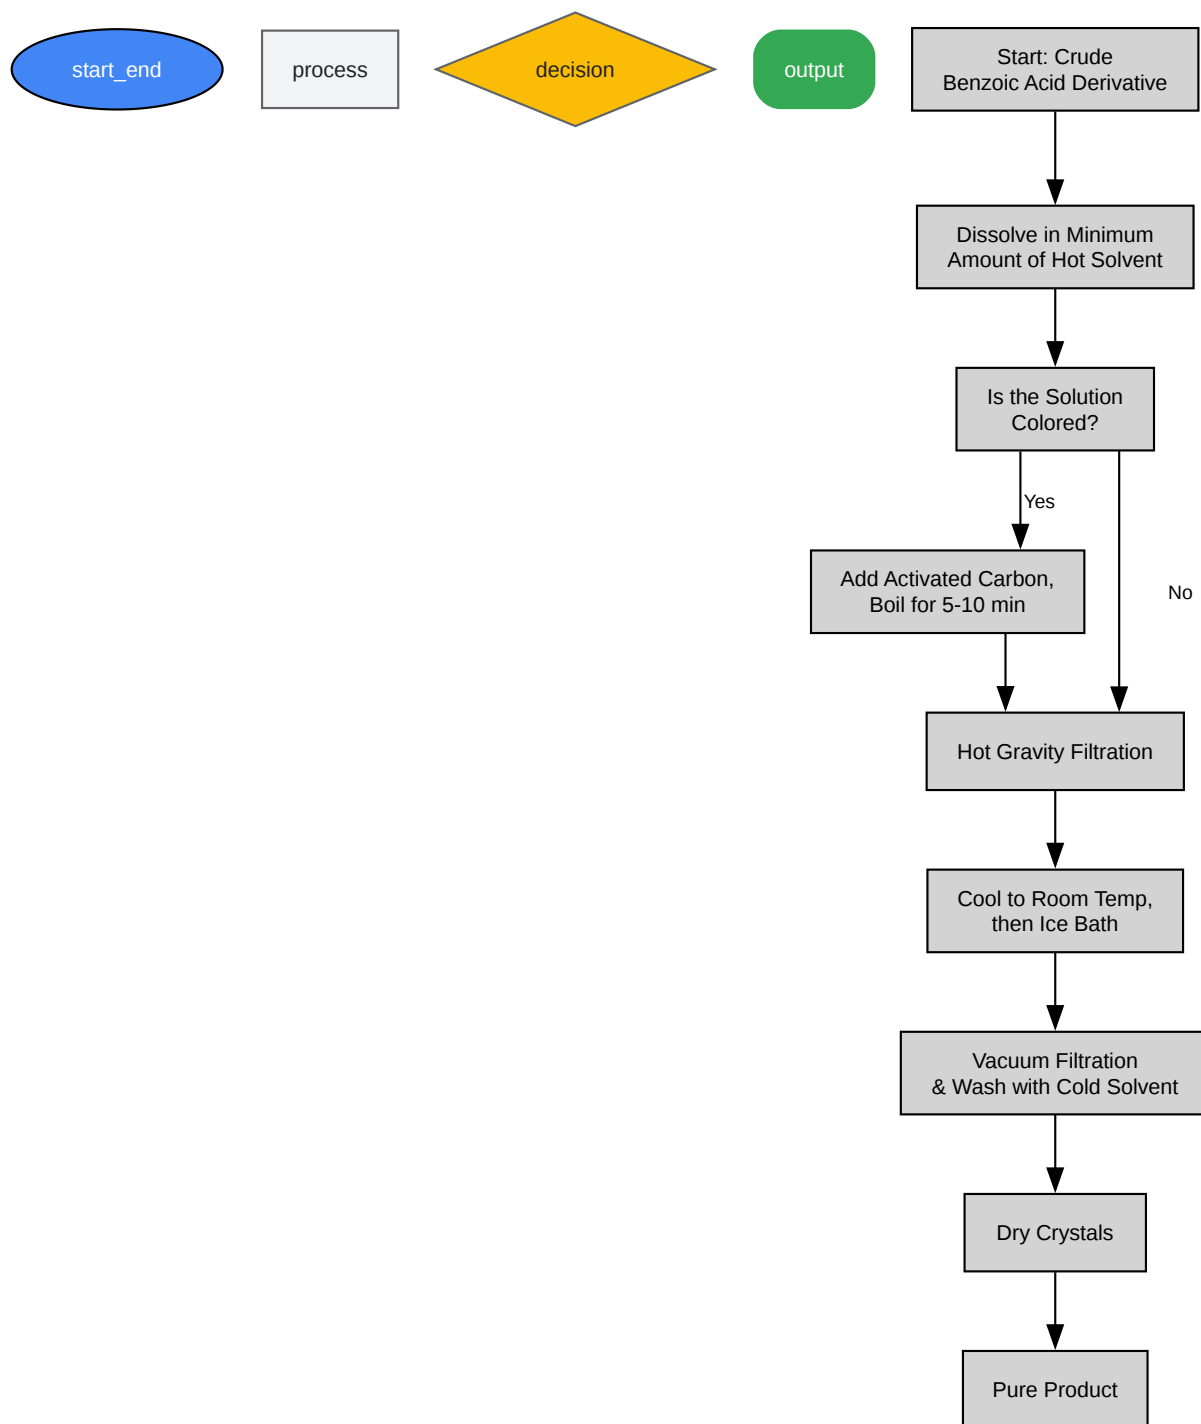 start_end
process
decision
output
Start: Crude
Benzoic Acid Derivative
Dissolve in Minimum
Amount of Hot Solvent
Is the Solution
Colored?
Yes
Add Activated Carbon,
Boil for 5-10 min
No
Hot Gravity Filtration
Cool to Room Temp,
then Ice Bath
Vacuum Filtration
& Wash with Cold Solvent
Dry Crystals
Pure Product